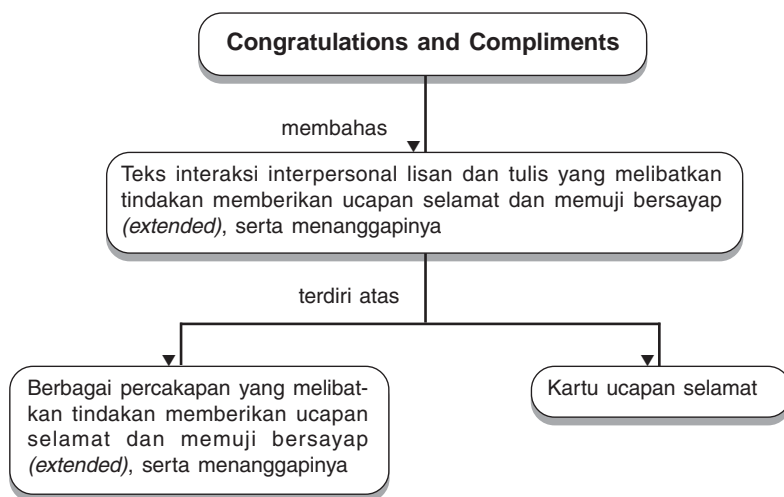 Congratulations and Compliments
membahas
Teks interaksi interpersonal lisan dan tulis yang melibatkan
tindakan memberikan ucapan selamat dan memuji bersayap
(extended), serta menanggapinya
terdiri atas
Berbagai percakapan yang melibat-
kan tindakan memberikan ucapan
selamat dan memuji bersayap
(extended), serta menanggapinya
Kartu ucapan selamat